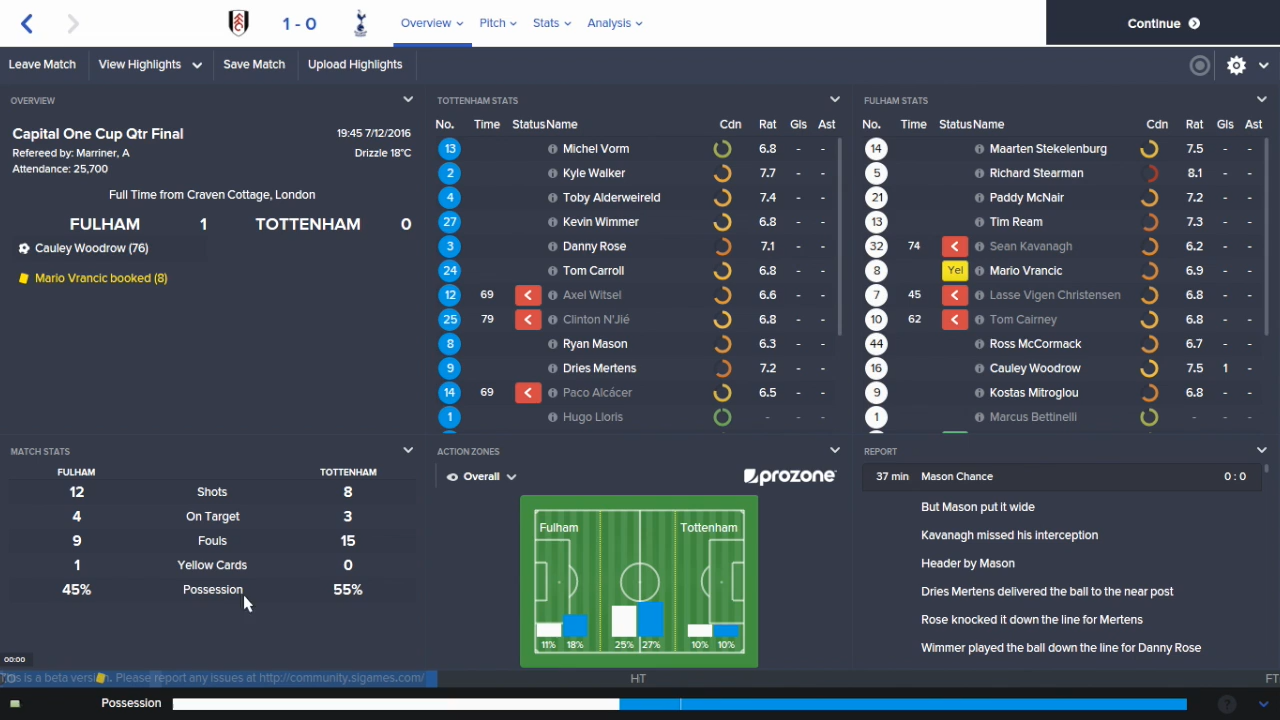 1 - 0
Overview
Pitch
Stats
Analysis
Continue
Leave Match
View Highlights
Save Match
Upload Highlights
OVERVIEW
Capital One Cup Qtr Final 19:45 7/12/2016
Refereed by: Marriner, A Drizzle 18°C
Attendance: 25,700
Full Time from Craven Cottage, London
FULHAM 1 TOTTENHAM 0
Cauley Woodrow (76)
Mario Vrancic booked (8)
TOTTENHAM STATS
No. Time Status Name Cdn Rat Gls Ast
13 Michel Vorm 6.8 - -
2 Kyle Walker 7.7 - -
4 Toby Alderweireld 7.4 - -
27 Kevin Wimmer 6.8 - -
3 Danny Rose 7.1 - -
24 Tom Carroll 6.8 - -
12 69 Axel Witsel 6.6 - -
25 79 Clinton N'Jié 6.8 - -
8 Ryan Mason 6.3 - -
9 Dries Mertens 7.2 - -
14 69 Paco Alcácer 6.5 - -
1 Hugo Lloris - - -
FULHAM STATS
No. Time Status Name Cdn Rat Gls Ast
14 Maarten Stekelenburg 7.5 - -
5 Richard Stearman 8.1 - -
21 Paddy McNair 7.2 - -
13 Tim Ream 7.3 - -
32 74 Sean Kavanagh 6.2 - -
8 Yel Mario Vrancic 6.9 - -
7 45 Lasse Vigen Christensen 6.8 - -
10 62 Tom Cairney 6.8 - -
44 Ross McCormack 6.7 - -
16 Cauley Woodrow 7.5 1 -
9 Kostas Mitroglou 6.8 - -
1 Marcus Bettinelli - - -
MATCH STATS
FULHAM TOTTENHAM
12 Shots 8
4 On Target 3
9 Fouls 15
1 Yellow Cards 0
45% Possession 55%
ACTION ZONES
Overall
prozone
Fulham Tottenham
11% 18% 25% 27% 10% 10%
REPORT
37 min Mason Chance 0 : 0
But Mason put it wide
Kavanagh missed his interception
Header by Mason
Dries Mertens delivered the ball to the near post
Rose knocked it down the line for Mertens
Wimmer played the ball down the line for Danny Rose
00:00
This is a beta version. Please report any issues at http://community.sigames.com/
HT
FT
Possession